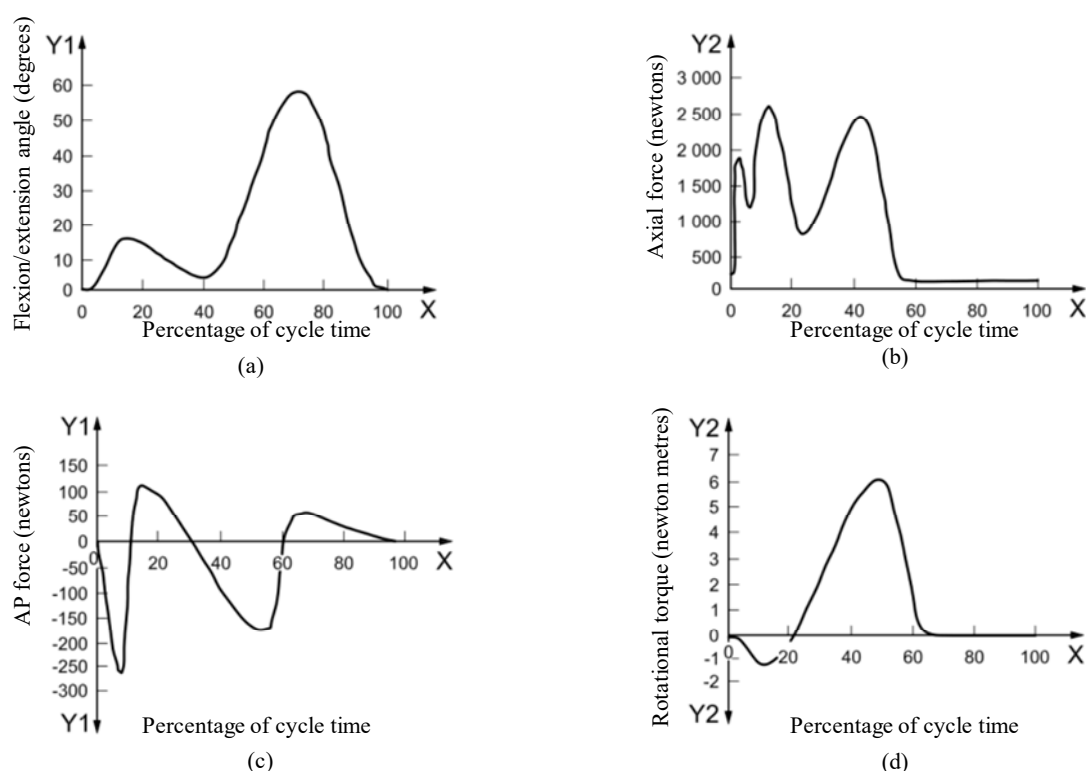 Y1
Flexion/extension angle (degrees)
60
50
40
30
20
10
0
0 20 40 60 80 100 X
Percentage of cycle time
(a)
Y2
Axial force (newtons)
3 000
2 500
2 000
1 500
1 000
500
0
0 20 40 60 80 100 X
Percentage of cycle time
(b)
Y1
AP force (newtons)
150
100
50
0
0 20 40 60 80 100 X
-50
-100
-150
-200
-250
-300
Y1
Percentage of cycle time
(c)
Y2
Rotational torque (newton metres)
7
6
5
4
3
2
1
0
0 20 40 60 80 100 X
-1
-2
Y2
Percentage of cycle time
(d)